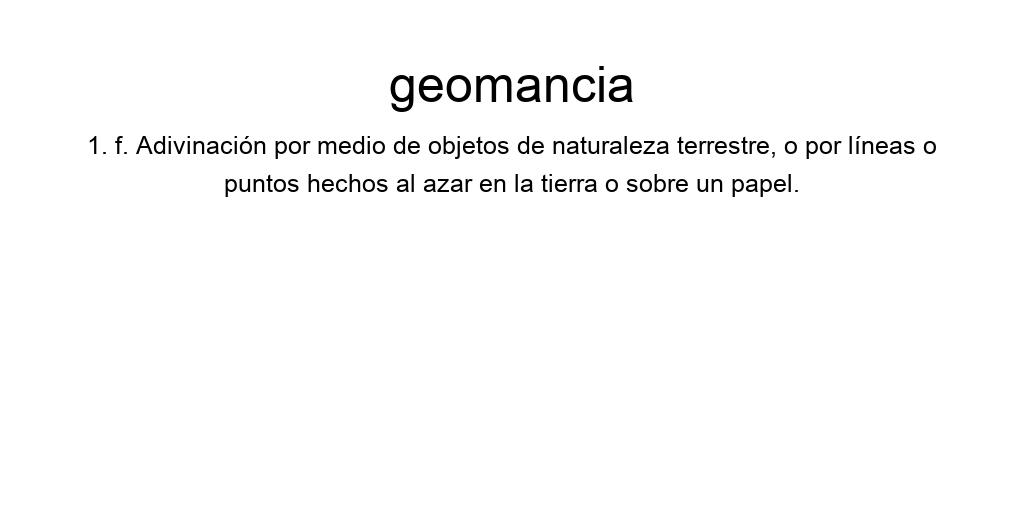 geomancia
1. f. Adivinación por medio de objetos de naturaleza terrestre, o por líneas o
puntos hechos al azar en la tierra o sobre un papel.